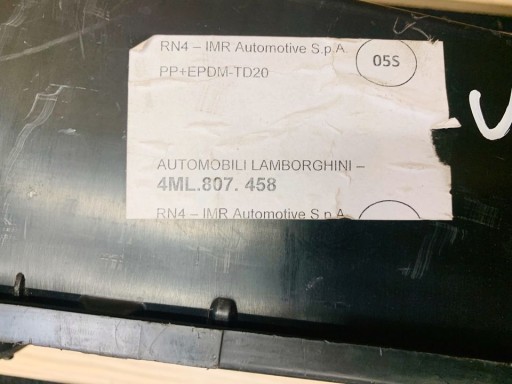 RN4 – IMR Automotive S.p.A.
05S
PP+EPDM-TD20
AUTOMOBILI LAMBORGHINI –
4ML.807. 458
RN4 – IMR Automotive S.p.A